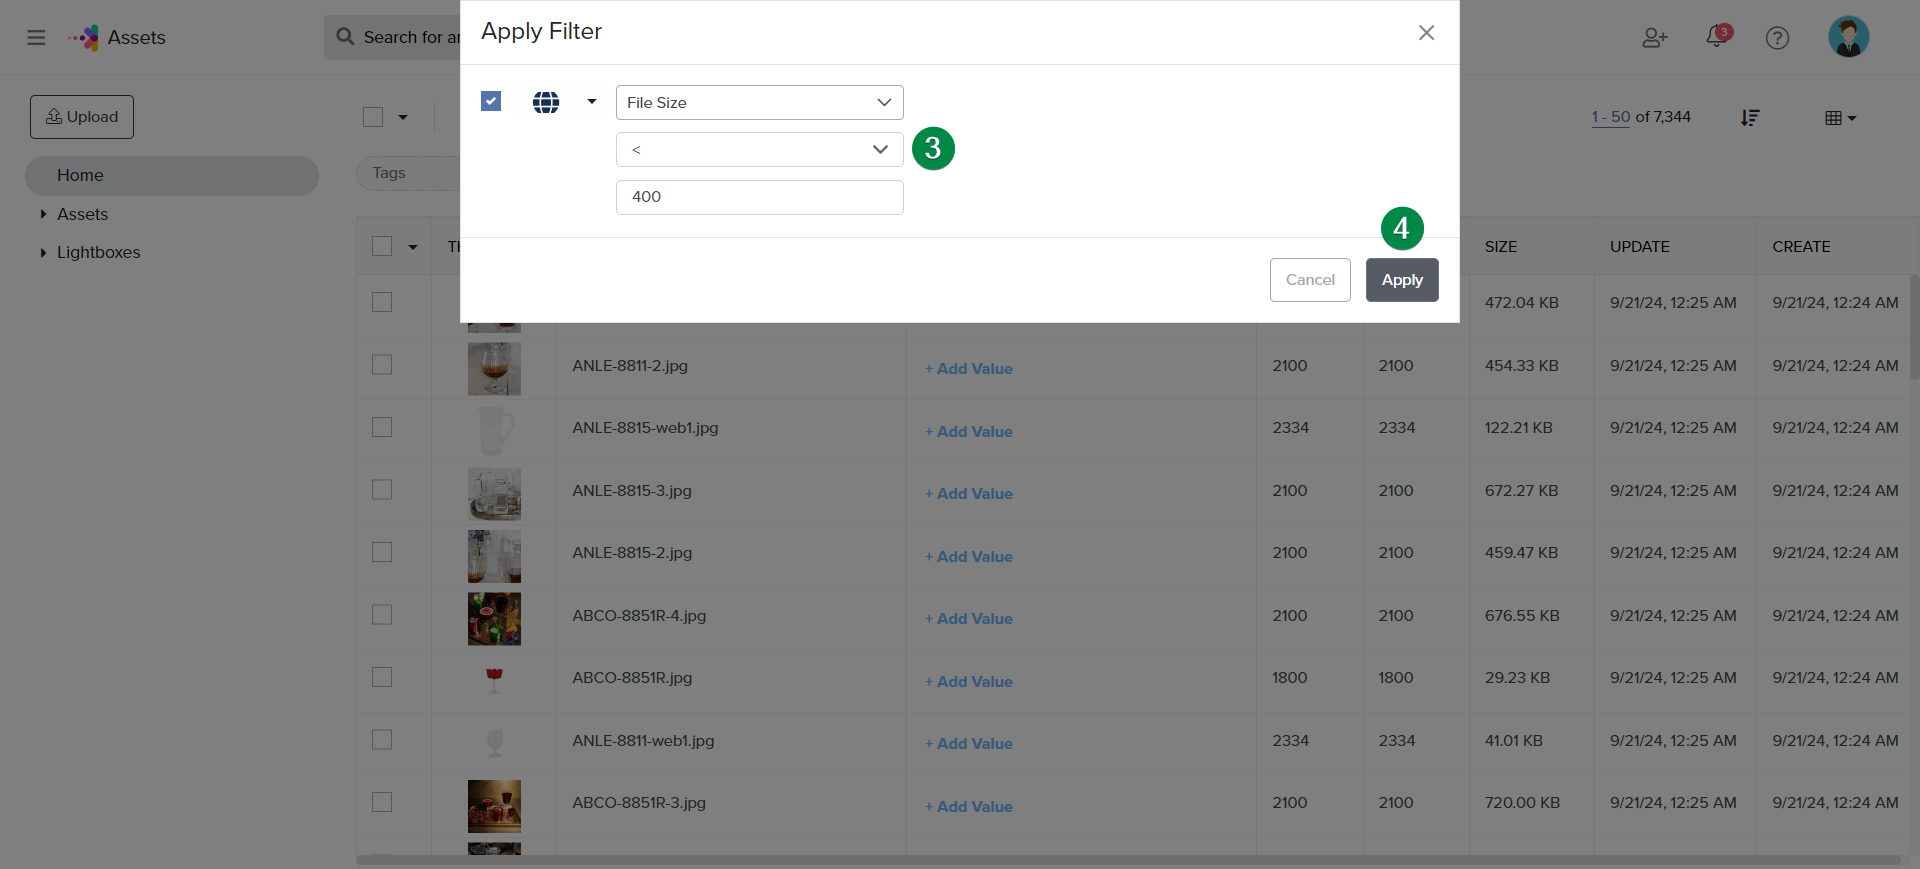 Apply Filter
Assets
Search for ar
3
Upload
File Size
1 - 50 of 7,344
<
3
Tags
Home
400
Assets
4
Lightboxes
TH
SIZE
UPDATE
CREATE
Cancel
Apply
472.04 KB
9/21/24, 12:25 AM
9/21/24, 12:24 AM
ANLE-8811-2.jpg
+ Add Value
2100
2100
454.33 KB
9/21/24, 12:25 AM
9/21/24, 12:24 AM
ANLE-8815-web1.jpg
+ Add Value
2334
2334
122.21 KB
9/21/24, 12:25 AM
9/21/24, 12:24 AM
ANLE-8815-3.jpg
+ Add Value
2100
2100
672.27 KB
9/21/24, 12:25 AM
9/21/24, 12:24 AM
ANLE-8815-2.jpg
+ Add Value
2100
2100
459.47 KB
9/21/24, 12:25 AM
9/21/24, 12:24 AM
ABCO-8851R-4.jpg
+ Add Value
2100
2100
676.55 KB
9/21/24, 12:25 AM
9/21/24, 12:24 AM
ABCO-8851R.jpg
+ Add Value
1800
1800
29.23 KB
9/21/24, 12:25 AM
9/21/24, 12:24 AM
ANLE-8811-web1.jpg
+ Add Value
2334
2334
41.01 KB
9/21/24, 12:25 AM
9/21/24, 12:24 AM
ABCO-8851R-3.jpg
+ Add Value
2100
2100
720.00 KB
9/21/24, 12:25 AM
9/21/24, 12:24 AM